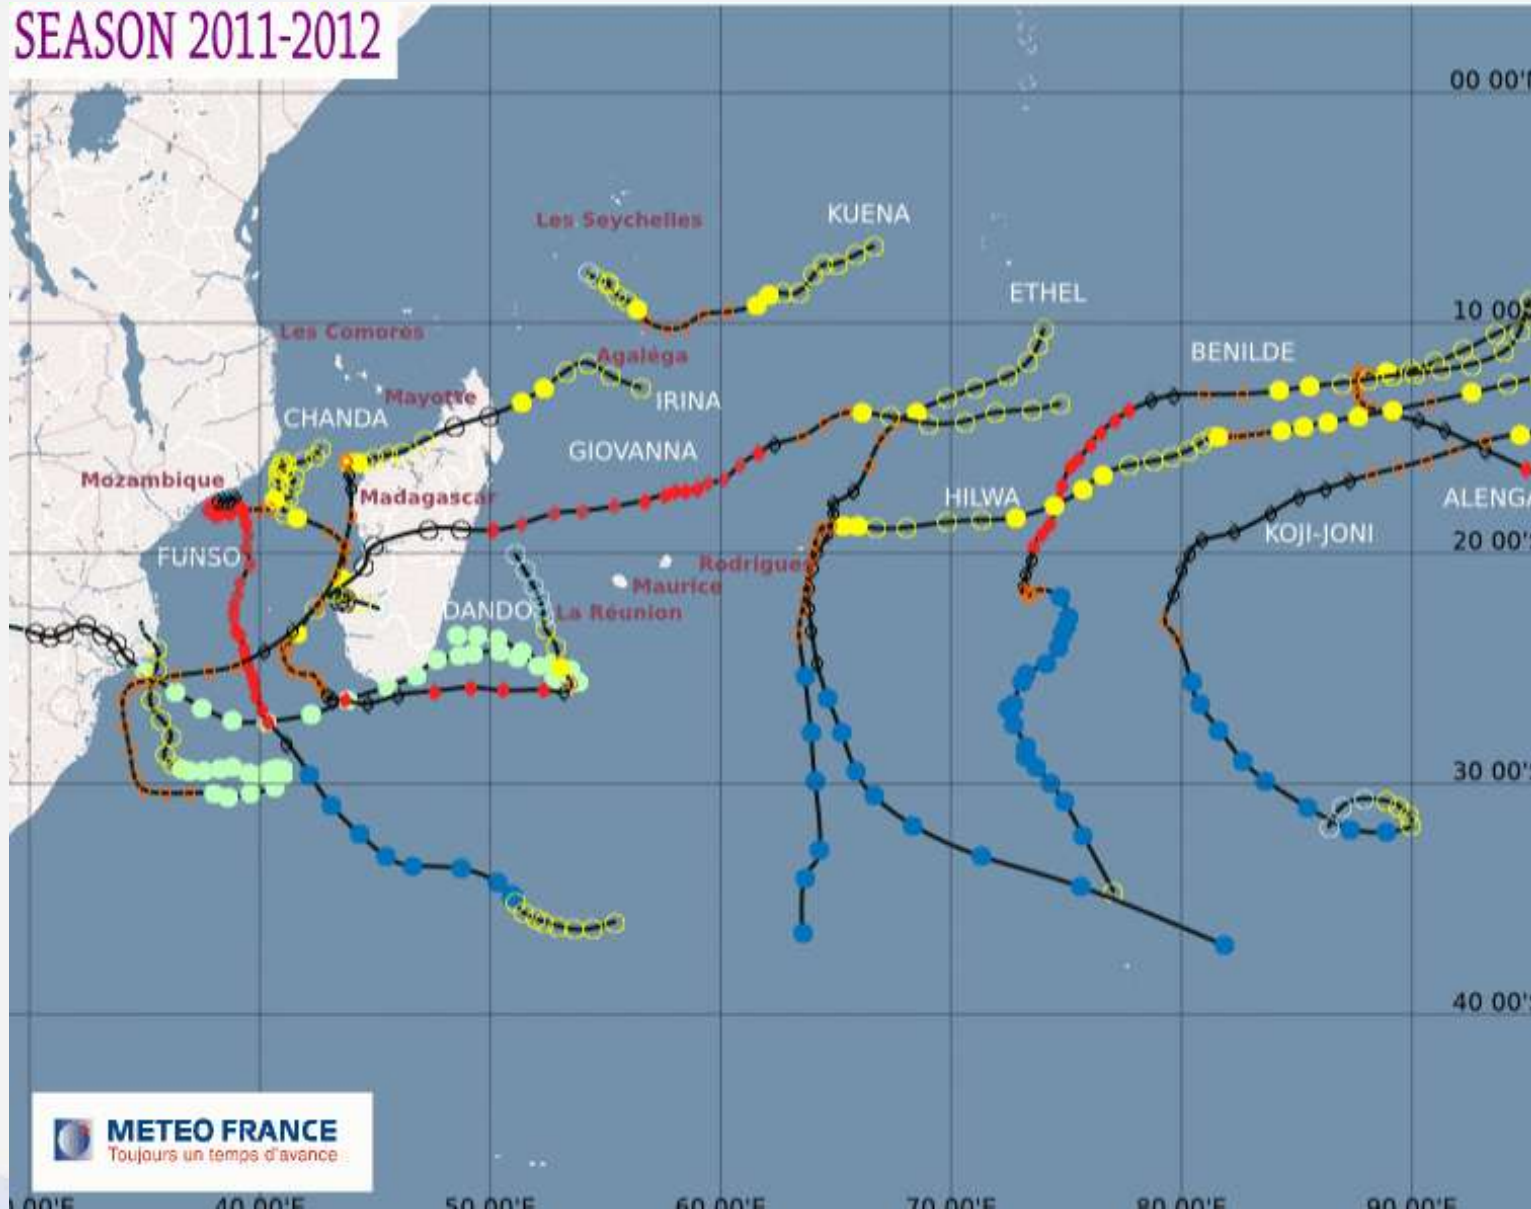 SEASON 2011-2012
00 00'
KUENA
Les Seychelles
ETHEL
10 00'
Les Comores
Agaléga
BENILDE
Mayotte
IRINA
CHANDA
GIOVANNA
Mozambique
Madagascar
HILWA
ALENGA
KOJI-JONI
20 00'
FUNSO
Rodrigues
Maurice
DANDO
La Réunion
30 00'
40 00'
METEO FRANCE
Toujours un temps d'avance
00'E
40 00'E
50 00'E
60 00'E
70 00'E
80 00'E
90 00'E